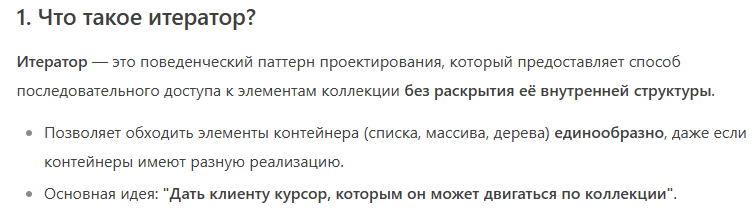 1. Что такое итератор?
Итератор — это поведенческий паттерн проектирования, который предоставляет способ
последовательного доступа к элементам коллекции без раскрытия её внутренней структуры.
• Позволяет обходить элементы контейнера (списка, массива, дерева) единообразно, даже если
контейнеры имеют разную реализацию.
• Основная идея: "Дать клиенту курсор, которым он может двигаться по коллекции".